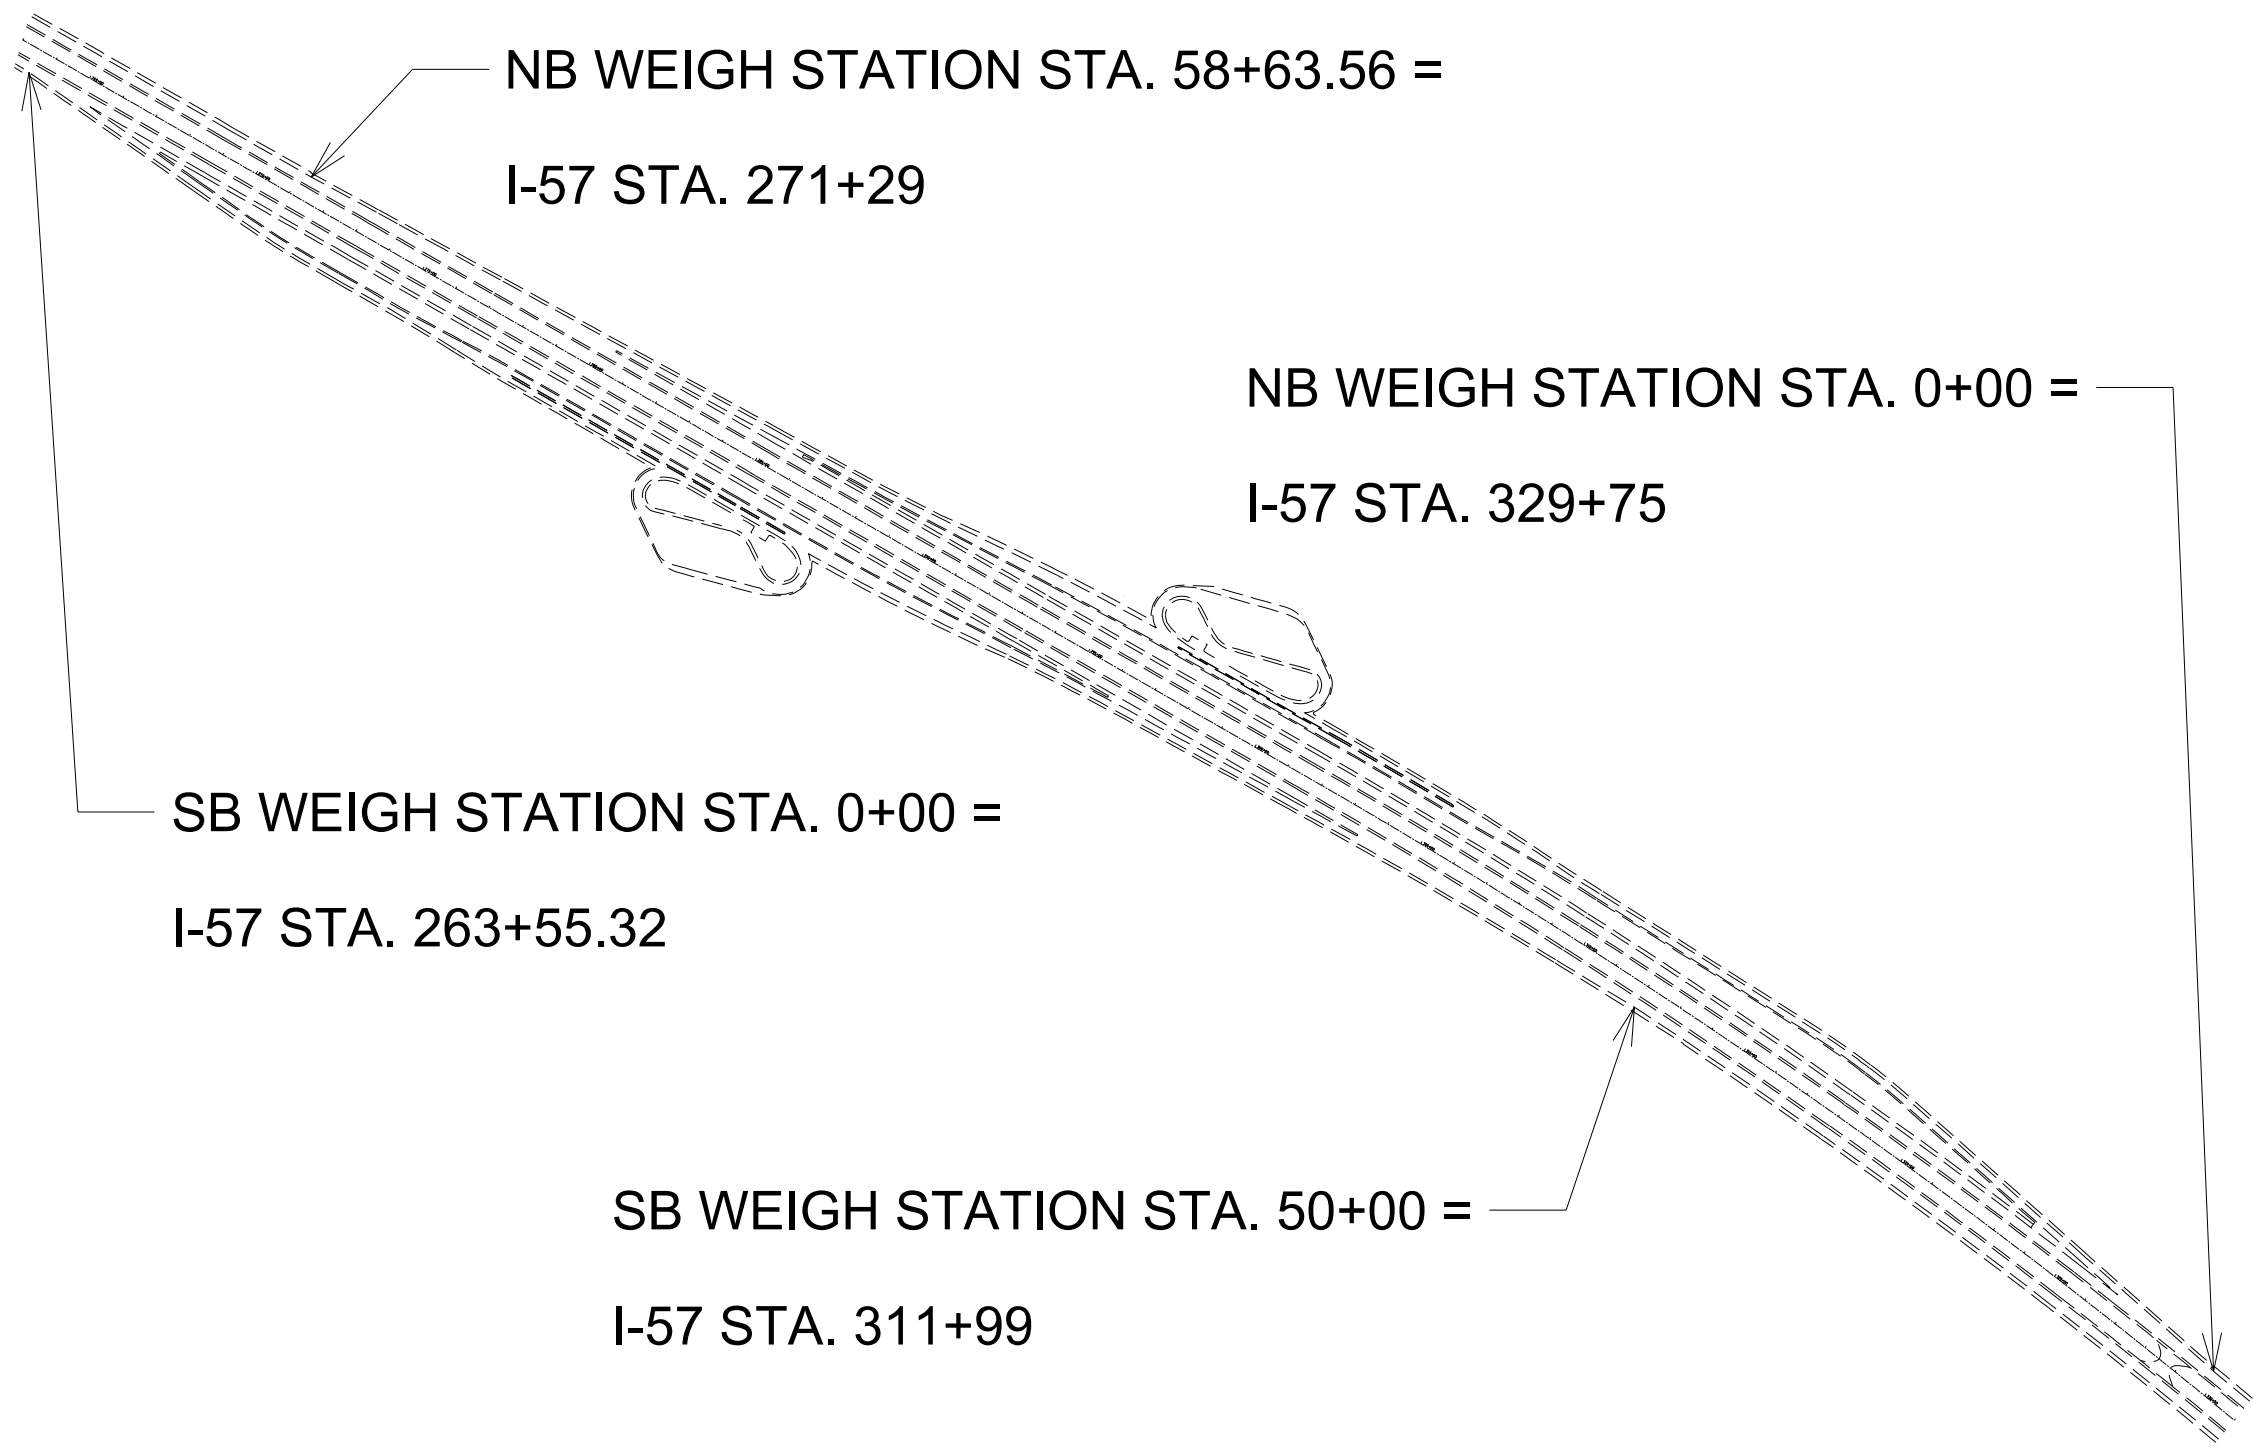 NB WEIGH STATION STA. 58+63.56 =
I-57 STA. 271+29
NB WEIGH STATION STA. 0+00 =
I-57 STA. 329+75
SB WEIGH STATION STA. 0+00 =
I-57 STA. 263+55.32
SB WEIGH STATION STA. 50+00 =
I-57 STA. 311+99